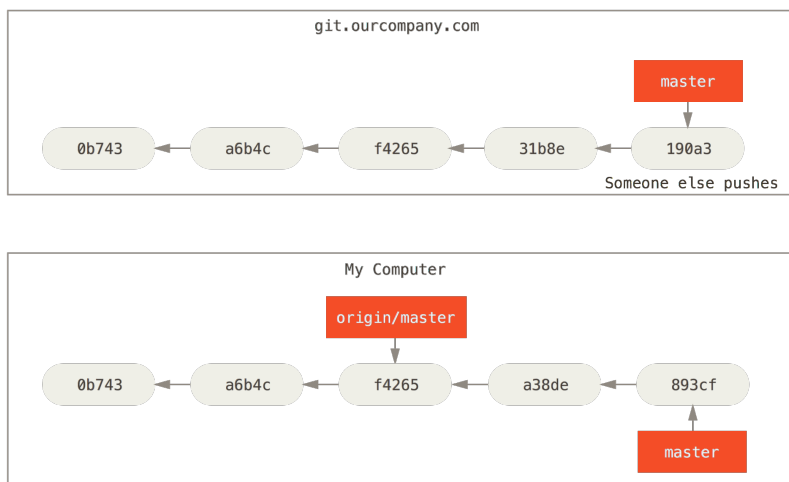 git.ourcompany.com
master
0b743 a6b4c f4265 31b8e 190a3
Someone else pushes
My Computer
origin/master
0b743 a6b4c f4265 a38de 893cf
master